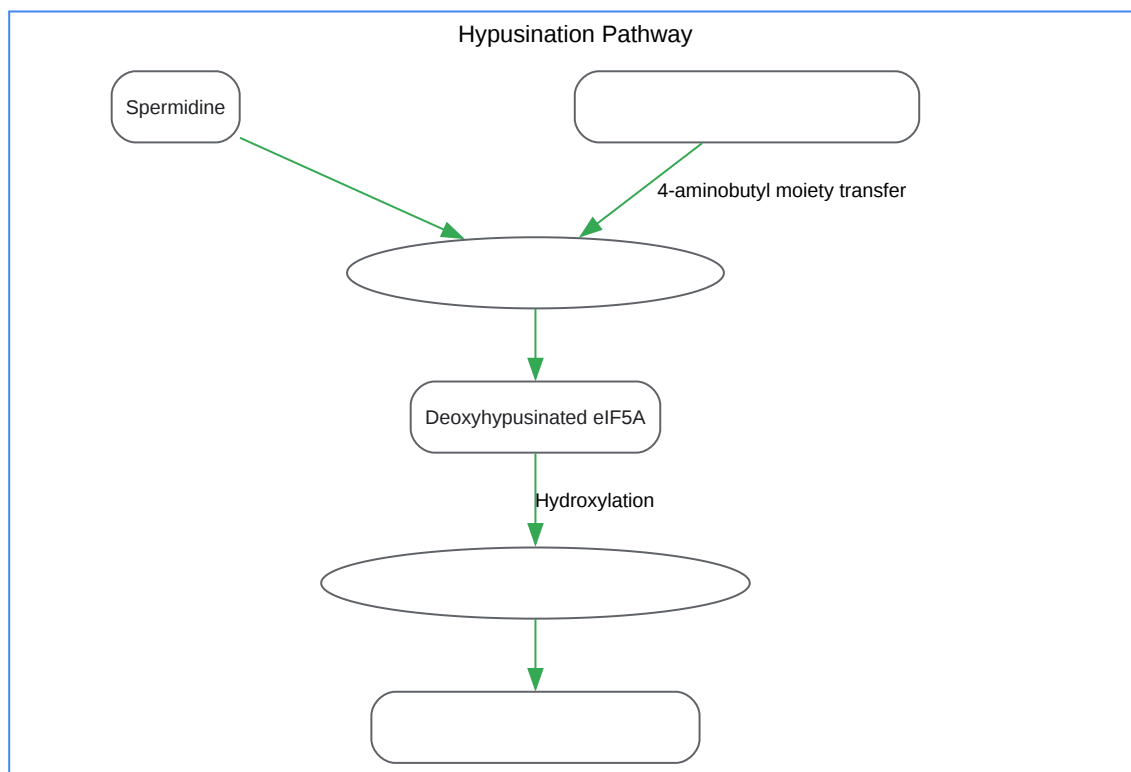 Hypusination Pathway
Spermidine
4-aminobutyl moiety transfer
Deoxyhypusinated eIF5A
Hydroxylation